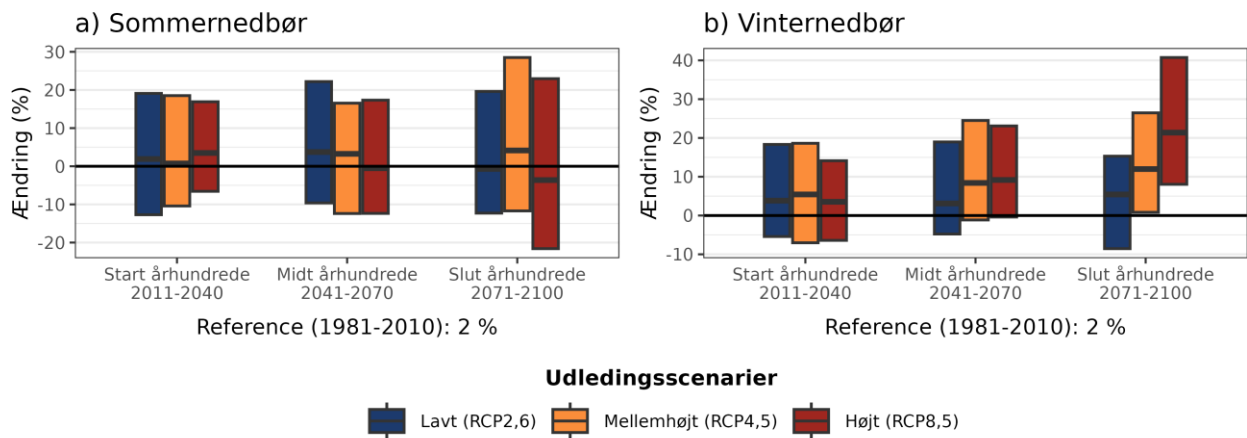 a) Sommernedbør
Ændring (%)
30
20
10
0
-10
-20
Start århundrede
2011-2040
Midt århundrede
2041-2070
Slut århundrede
2071-2100
Reference (1981-2010): 2 %
b) Vinternedbør
Ændring (%)
40
30
20
10
0
-10
Start århundrede
2011-2040
Midt århundrede
2041-2070
Slut århundrede
2071-2100
Reference (1981-2010): 2 %
Udledingsscenarier
Lavt (RCP2,6)
Mellemhøjt (RCP4,5)
Højt (RCP8,5)